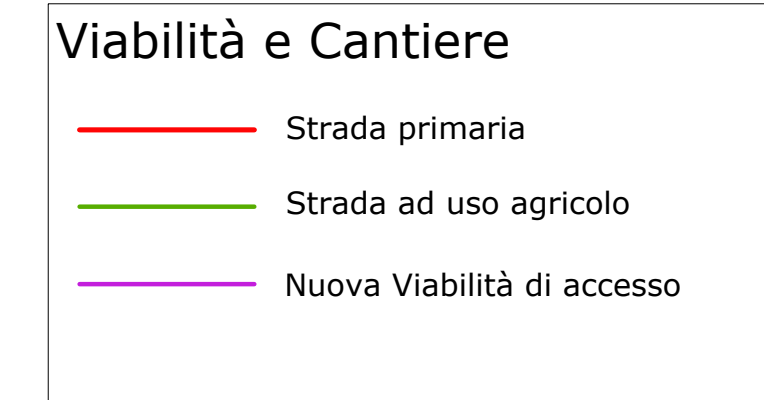 Viabilità e Cantiere
Strada primaria
Strada ad uso agricolo
Nuova Viabilità di accesso